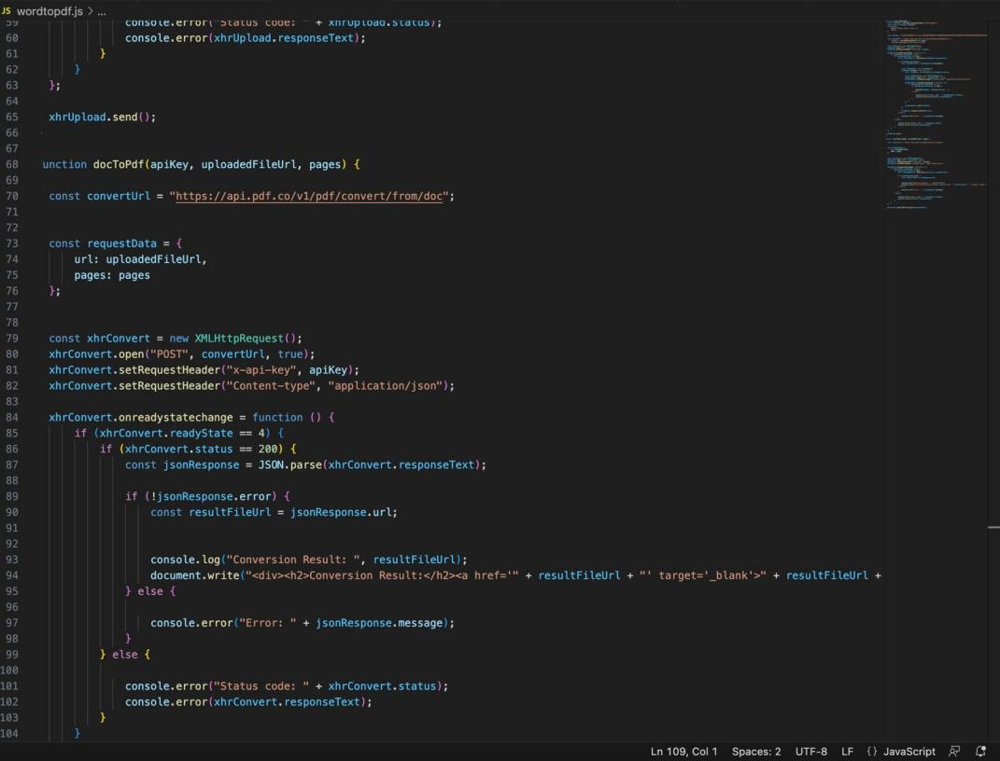 JS wordtopdf.js > ...
59 console.error("Status code: " + xhrUpload.status);
60 console.error(xhrUpload.responseText);
61 }
62 }
63 };
64
65 xhrUpload.send();
66
67
68 unction docToPdf(apiKey, uploadedFileUrl, pages) {
69
70 const convertUrl = "https://api.pdf.co/v1/pdf/convert/from/doc";
71
72
73 const requestData = {
74 url: uploadedFileUrl,
75 pages: pages
76 };
77
78
79 const xhrConvert = new XMLHttpRequest();
80 xhrConvert.open("POST", convertUrl, true);
81 xhrConvert.setRequestHeader("x-api-key", apiKey);
82 xhrConvert.setRequestHeader("Content-type", "application/json");
83
84 xhrConvert.onreadystatechange = function () {
85 if (xhrConvert.readyState == 4) {
86 if (xhrConvert.status == 200) {
87 const jsonResponse = JSON.parse(xhrConvert.responseText);
88
89 if (!jsonResponse.error) {
90 const resultFileUrl = jsonResponse.url;
91
92
93 console.log("Conversion Result: ", resultFileUrl);
94 document.write("<div><h2>Conversion Result:</h2><a href='" + resultFileUrl + "' target='_blank'>" + resultFileUrl +
95 } else {
96
97 console.error("Error: " + jsonResponse.message);
98 }
99 } else {
100
101 console.error("Status code: " + xhrConvert.status);
102 console.error(xhrConvert.responseText);
103 }
104 }
Ln 109, Col 1 Spaces: 2 UTF-8 LF {} JavaScript